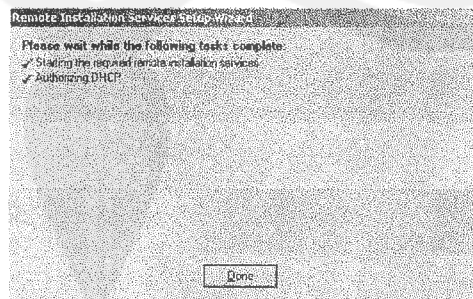 Remote Installation Services Setup Wizard
Please wait while the following tasks complete:
✓ Starting the required remote installation services
✓ Authorizing DHCP
Done